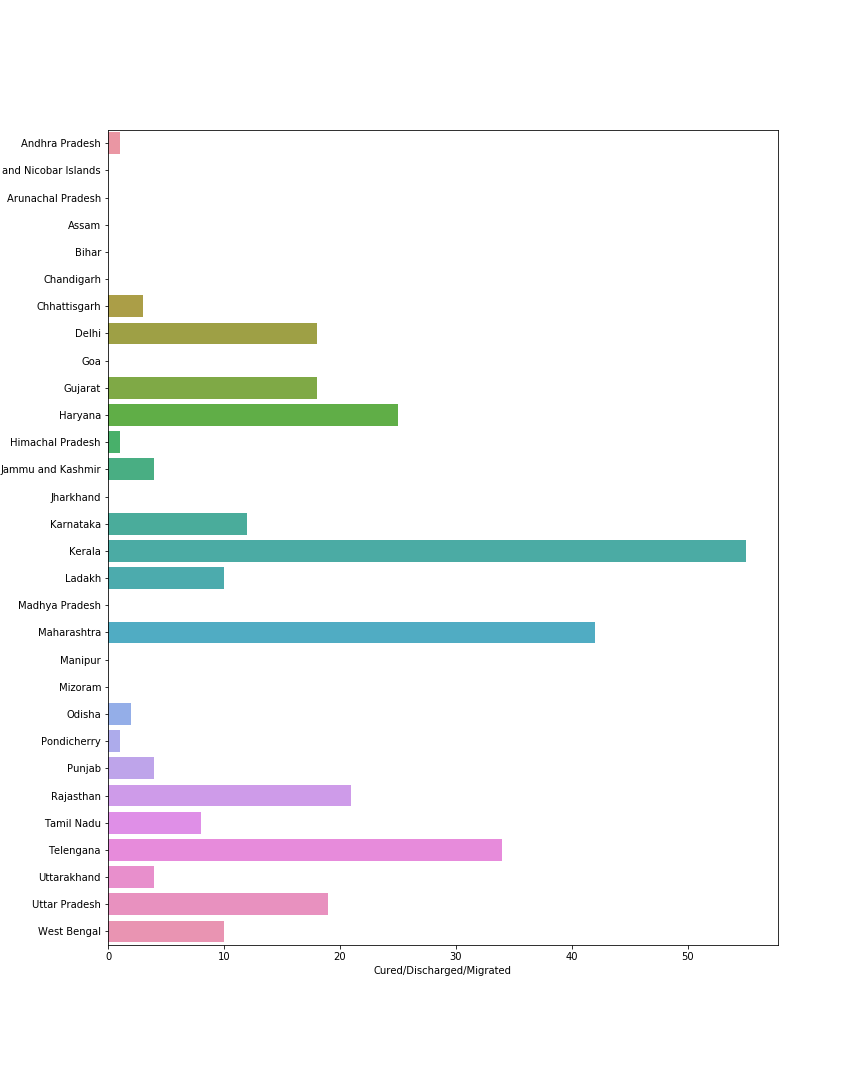 Andhra Pradesh
and Nicobar Islands
Arunachal Pradesh
Assam
Bihar
Chandigarh
Chhattisgarh
Delhi
Goa
Gujarat
Haryana
Himachal Pradesh
Jammu and Kashmir
Jharkhand
Karnataka
Kerala
Ladakh
Madhya Pradesh
Maharashtra
Manipur
Mizoram
Odisha
Pondicherry
Punjab
Rajasthan
Tamil Nadu
Telengana
Uttarakhand
Uttar Pradesh
West Bengal
0 10 20 30 40 50
Cured/Discharged/Migrated